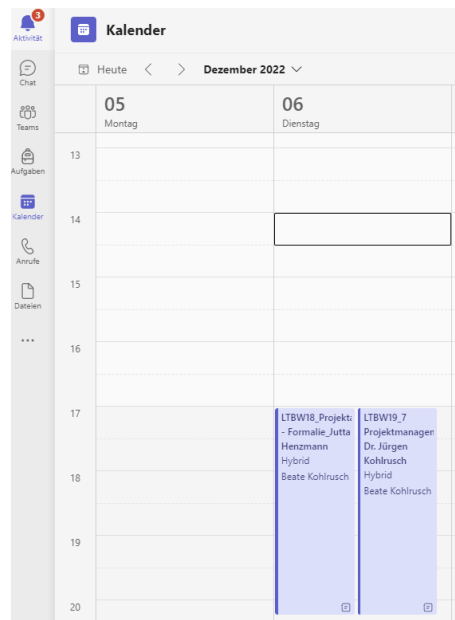 3
Aktivität
Chat
Teams
Aufgaben
Kalender
Anrufe
Dateien
Kalender
Heute
Dezember 2022
05
Montag
06
Dienstag
13
14
15
16
17
18
19
20
LTBW18_Projekta
- Formalie_Jutta
Henzmann
Hybrid
Beate Kohlrusch
LTBW19_7
Projektmanagen
Dr. Jürgen
Kohlrusch
Hybrid
Beate Kohlrusch